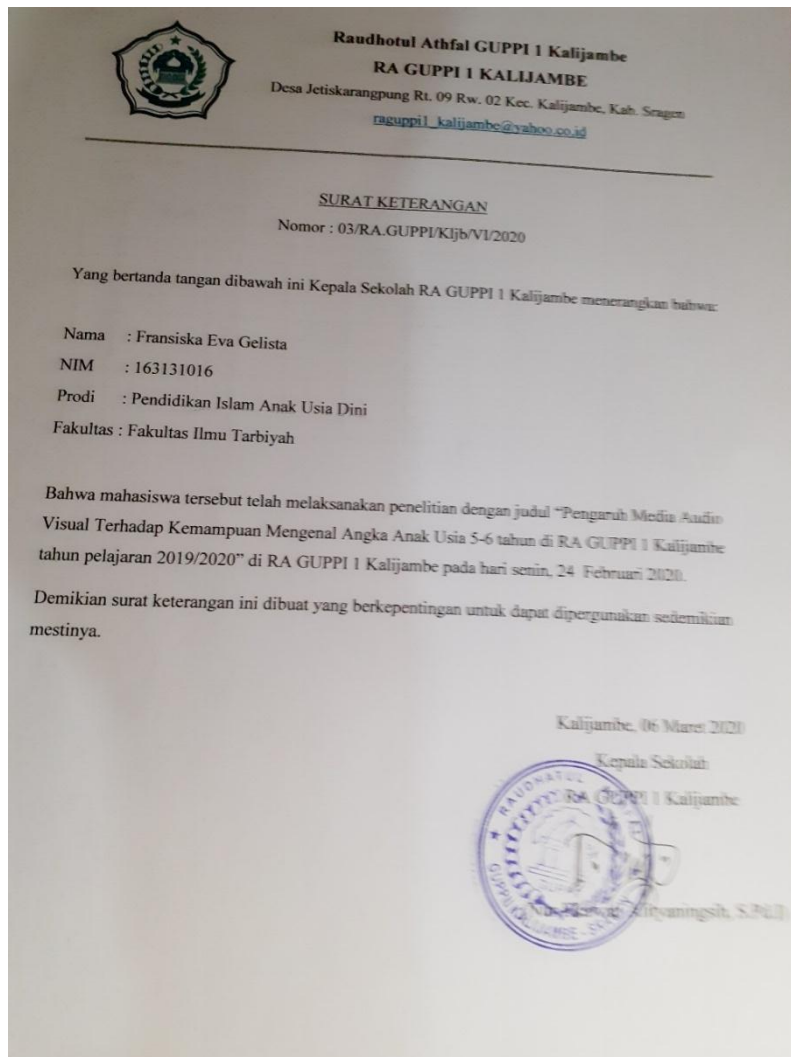 Raudhotul Athfal GUPPI 1 Kalijambe
RA GUPPI 1 KALIJAMBE
Desa Jetiskarangpung Rt. 09 Rw. 02 Kec. Kalijambe, Kab. Sragen
raguppi1_kalijambe@yahoo.co.id
SURAT KETERANGAN
Nomor : 03/RA.GUPPI/KIjb/VI/2020
Yang bertanda tangan dibawah ini Kepala Sekolah RA GUPPI 1 Kalijambe menerangkan bahwa:
Nama : Fransiska Eva Gelista
NIM : 163131016
Prodi : Pendidikan Islam Anak Usia Dini
Fakultas : Fakultas Ilmu Tarbiyah
Bahwa mahasiswa tersebut telah melaksanakan penelitian dengan judul “Pengaruh Media Audio
Visual Terhadap Kemampuan Mengenal Angka Anak Usia 5-6 tahun di RA GUPPI 1 Kalijambe
tahun pelajaran 2019/2020” di RA GUPPI 1 Kalijambe pada hari senin, 24 Februari 2020.
Demikian surat keterangan ini dibuat yang berkepentingan untuk dapat dipergunakan sedemikian
mestinya.
Kalijambe, 06 Maret 2020
Kepala Sekolah
RA GUPPI 1 Kalijambe
RAUDHATUL
GUPPI I KALIJAMBE
S.Pd.I